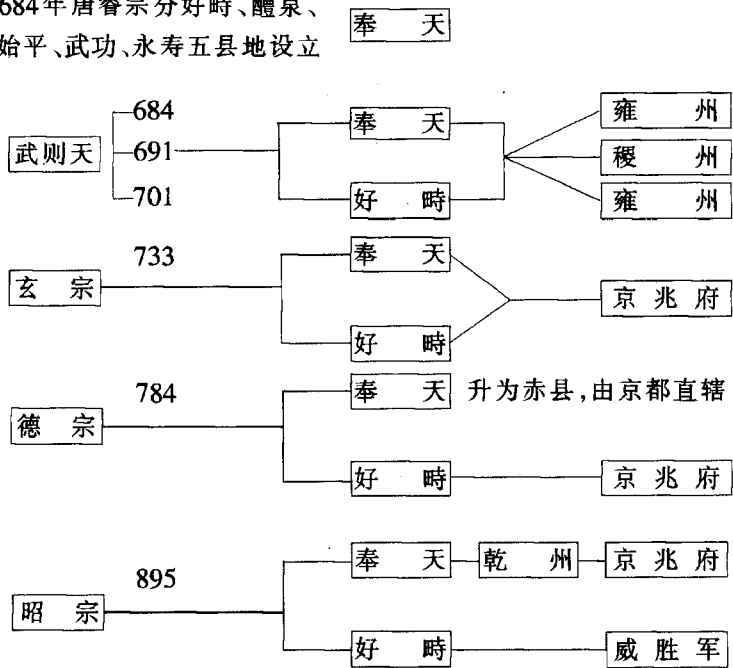 684年唐睿宗分好畤、醴泉、
始平、武功、永寿五县地设立
奉天
武则天
684
691
701
奉天
好畤
雍州
稷州
雍州
733
玄宗
奉天
好畤
京兆府
784
德宗
奉天 升为赤县,由京都直辖
好畤
京兆府
895
昭宗
奉天
乾州
京兆府
好畤
威胜军